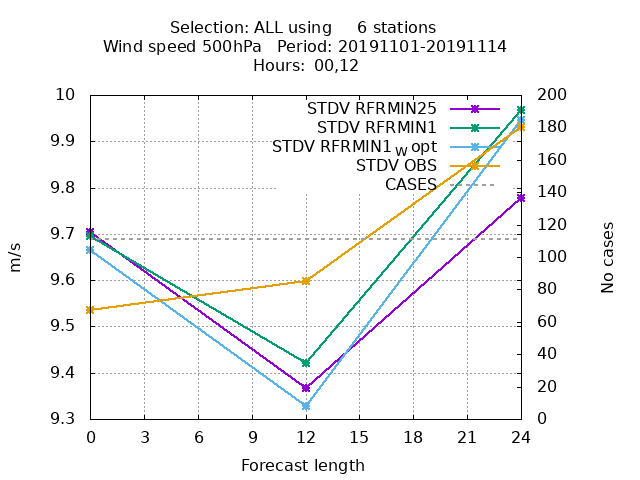 Selection: ALL using     6 stations
Wind speed 500hPa   Period: 20191101-20191114
Hours: 00,12
STDV RFRMIN25
STDV RFRMIN1
STDV RFRMIN1w opt
STDV OBS
CASES
10
9.9
9.8
9.7
9.6
9.5
9.4
9.3
m/s
200
180
160
140
120
100
80
60
40
20
0
No cases
0 3 6 9 12 15 18 21 24
Forecast length